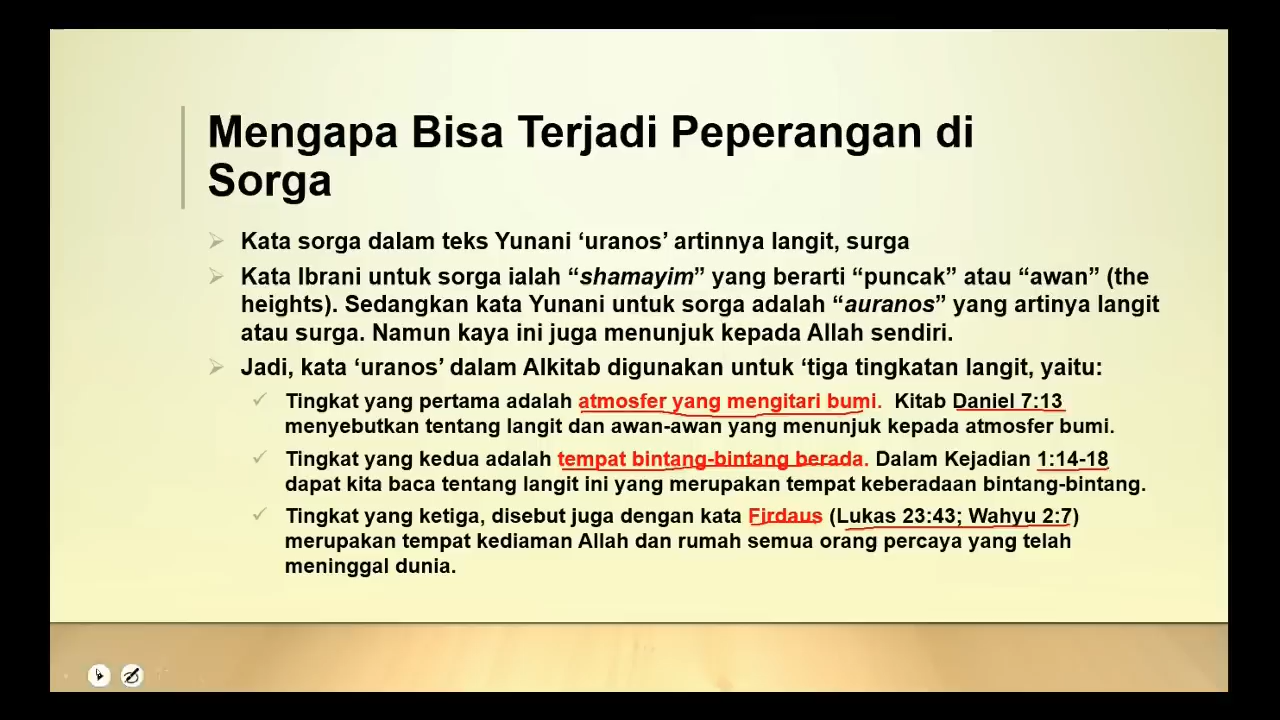 Mengapa Bisa Terjadi Peperangan di
Sorga
Kata sorga dalam teks Yunani ‘uranos’ artinnya langit, surga
Kata Ibrani untuk sorga ialah “shamayim” yang berarti “puncak” atau “awan” (the
heights). Sedangkan kata Yunani untuk sorga adalah “auranos” yang artinya langit
atau surga. Namun kaya ini juga menunjuk kepada Allah sendiri.
Jadi, kata ‘uranos’ dalam Alkitab digunakan untuk ‘tiga tingkatan langit, yaitu:
Tingkat yang pertama adalah atmosfer yang mengitari bumi. Kitab Daniel 7:13
menyebutkan tentang langit dan awan-awan yang menunjuk kepada atmosfer bumi.
Tingkat yang kedua adalah tempat bintang-bintang berada. Dalam Kejadian 1:14-18
dapat kita baca tentang langit ini yang merupakan tempat keberadaan bintang-bintang.
Tingkat yang ketiga, disebut juga dengan kata Firdaus (Lukas 23:43; Wahyu 2:7)
merupakan tempat kediaman Allah dan rumah semua orang percaya yang telah
meninggal dunia.